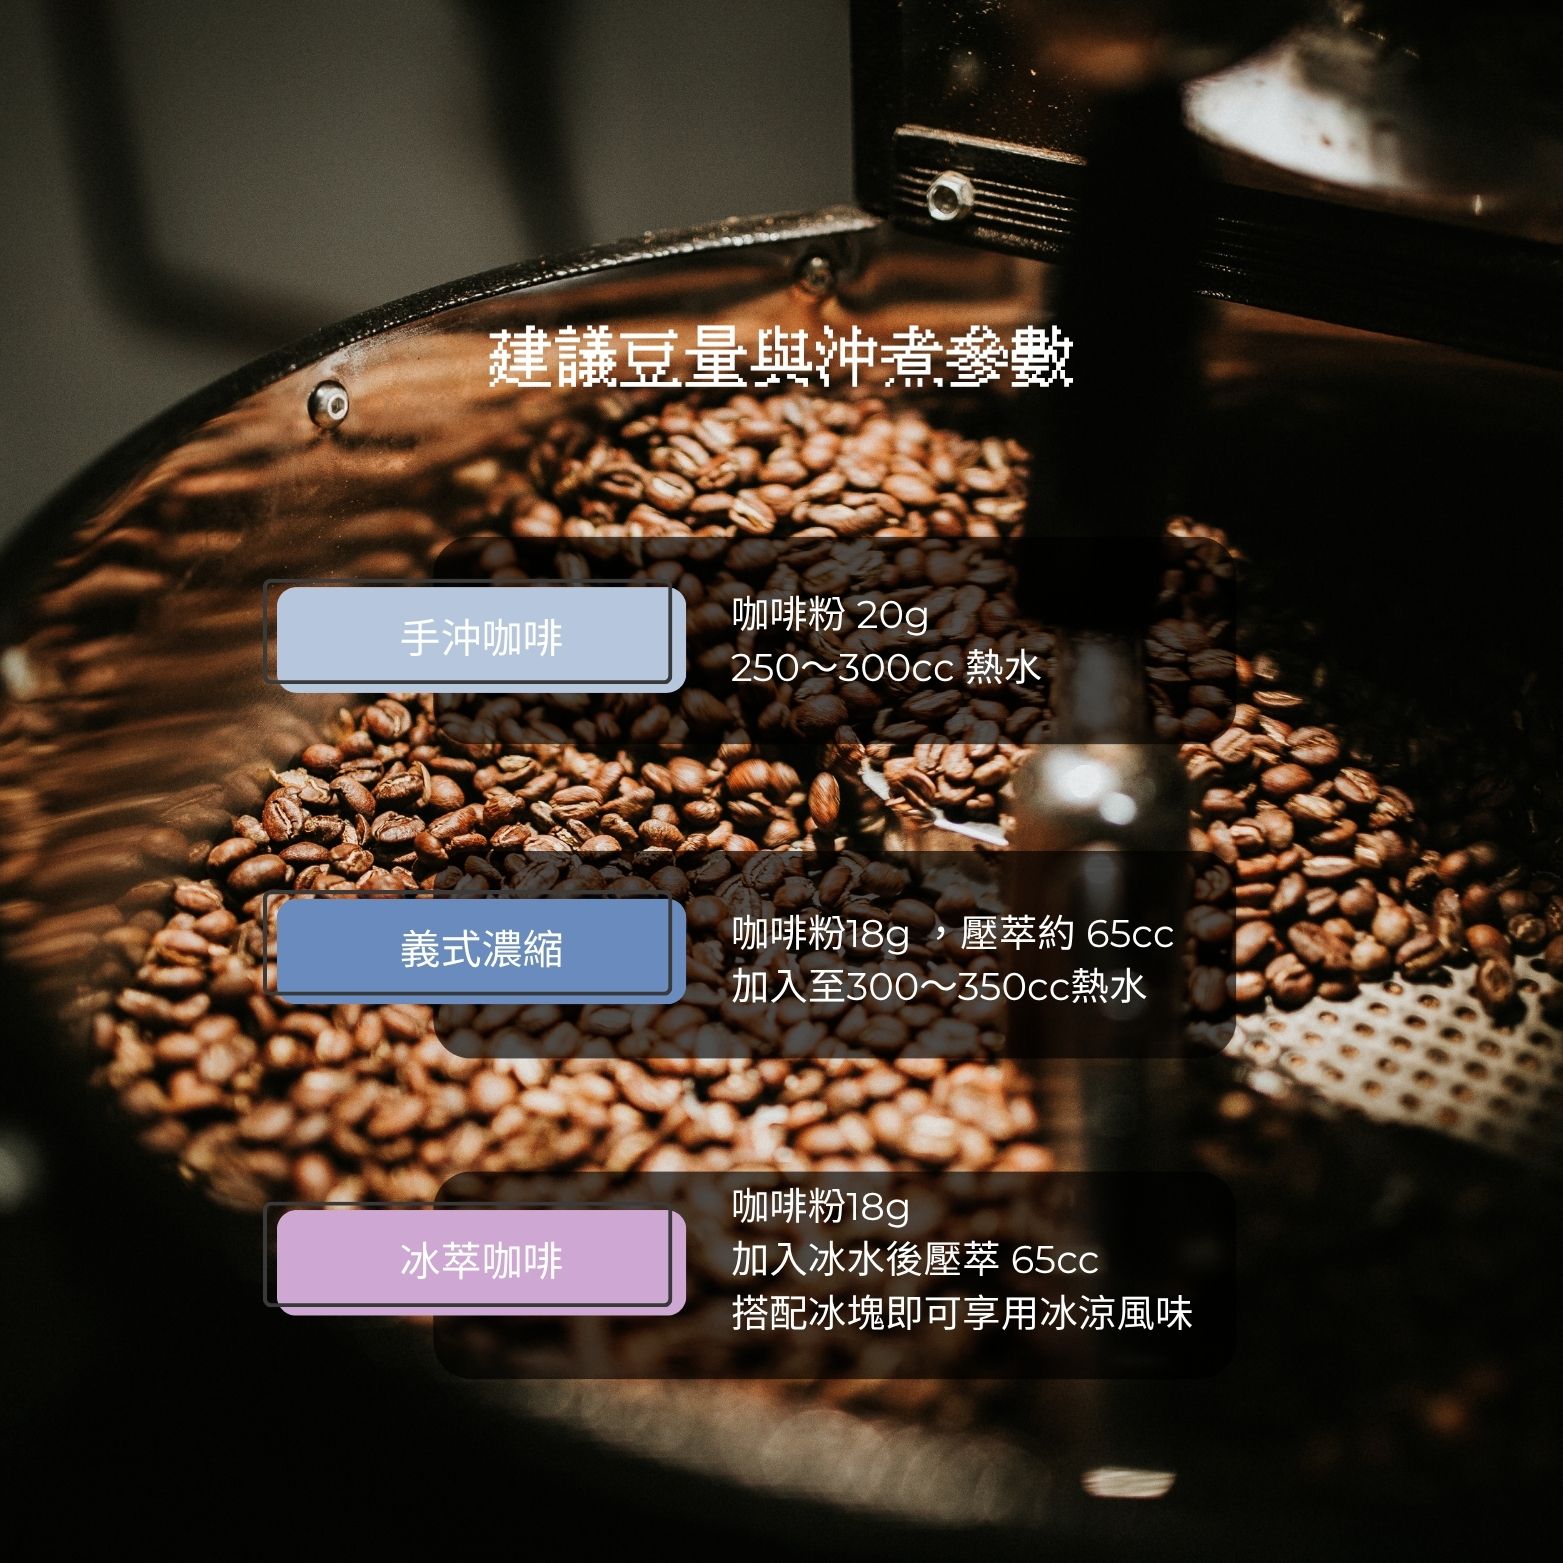 建議豆量與沖煮參數
手沖咖啡
咖啡粉 20g
250～300cc 熱水
義式濃縮
咖啡粉18g ，壓萃約 65cc
加入至300～350cc熱水
冰萃咖啡
咖啡粉18g
加入冰水後壓萃 65cc
搭配冰塊即可享用冰涼風味